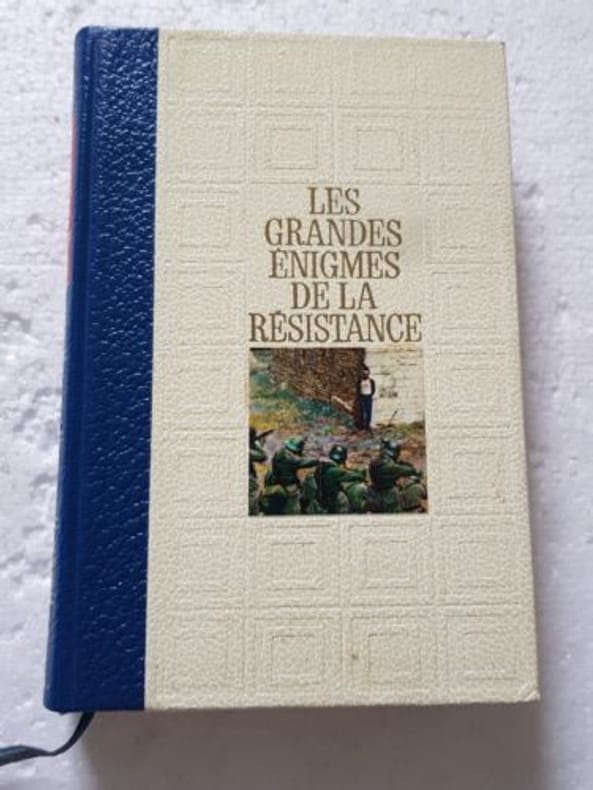 LES
GRANDES
ÉNIGMES
DE LA
RÉSISTANCE